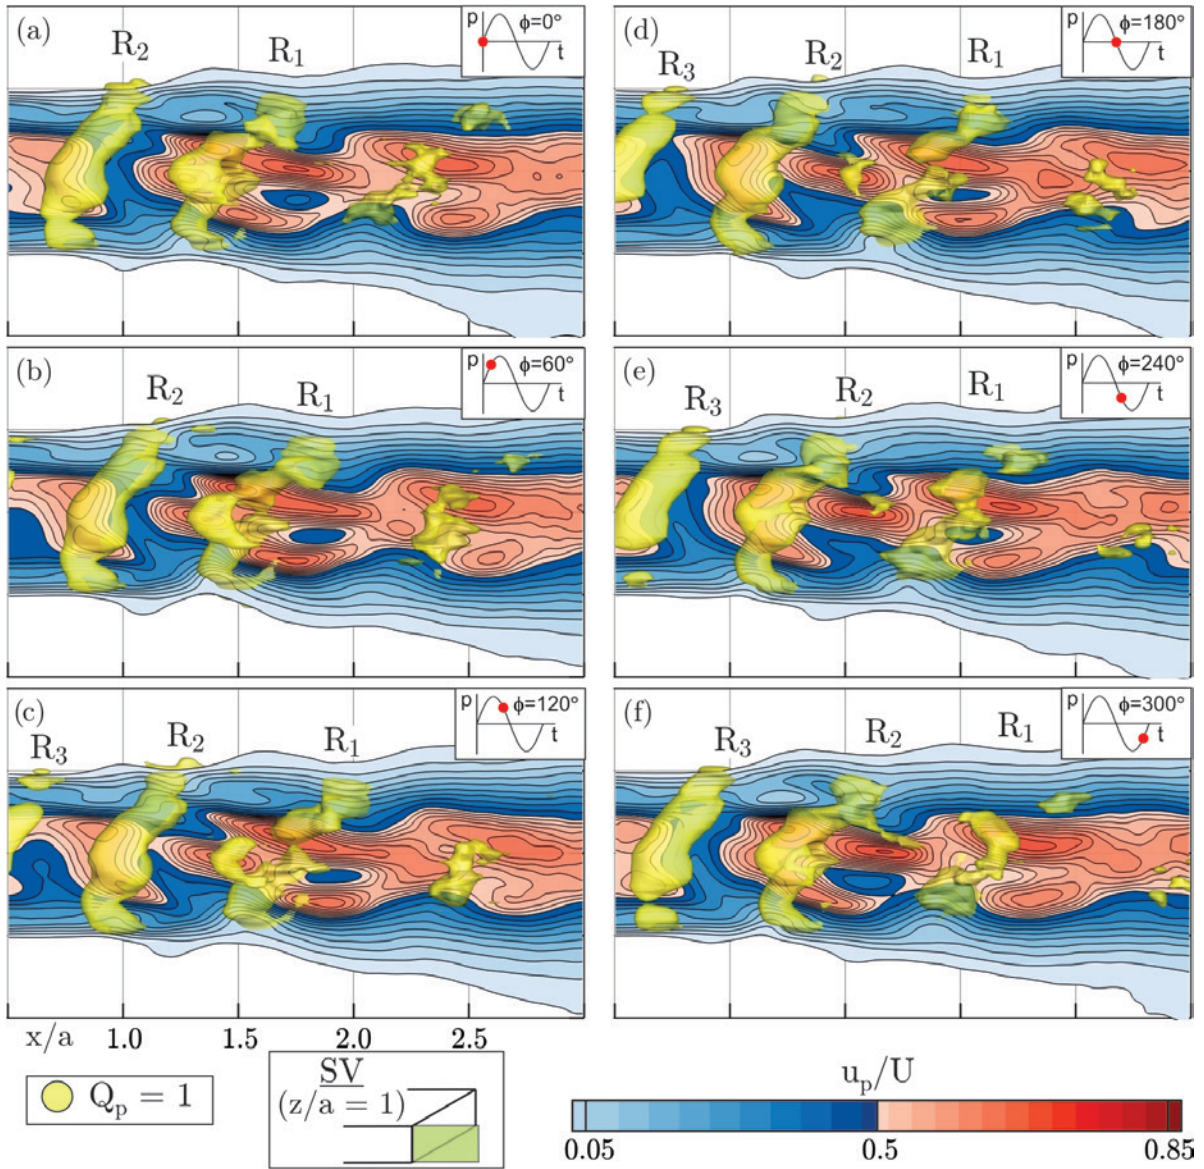 (a)
R2
R1
p
ϕ=0°
t
(d)
R3
R2
R1
p
ϕ=180°
t
(b)
R2
R1
p
ϕ=60°
t
(e)
R3
R2
R1
p
ϕ=240°
t
(c)
R3
R2
R1
p
ϕ=120°
t
(f)
R3
R2
R1
p
ϕ=300°
t
x/a 1.0 1.5 2.0 2.5
Qp = 1
SV
(z/a = 1)
up/U
0.05 0.5 0.85